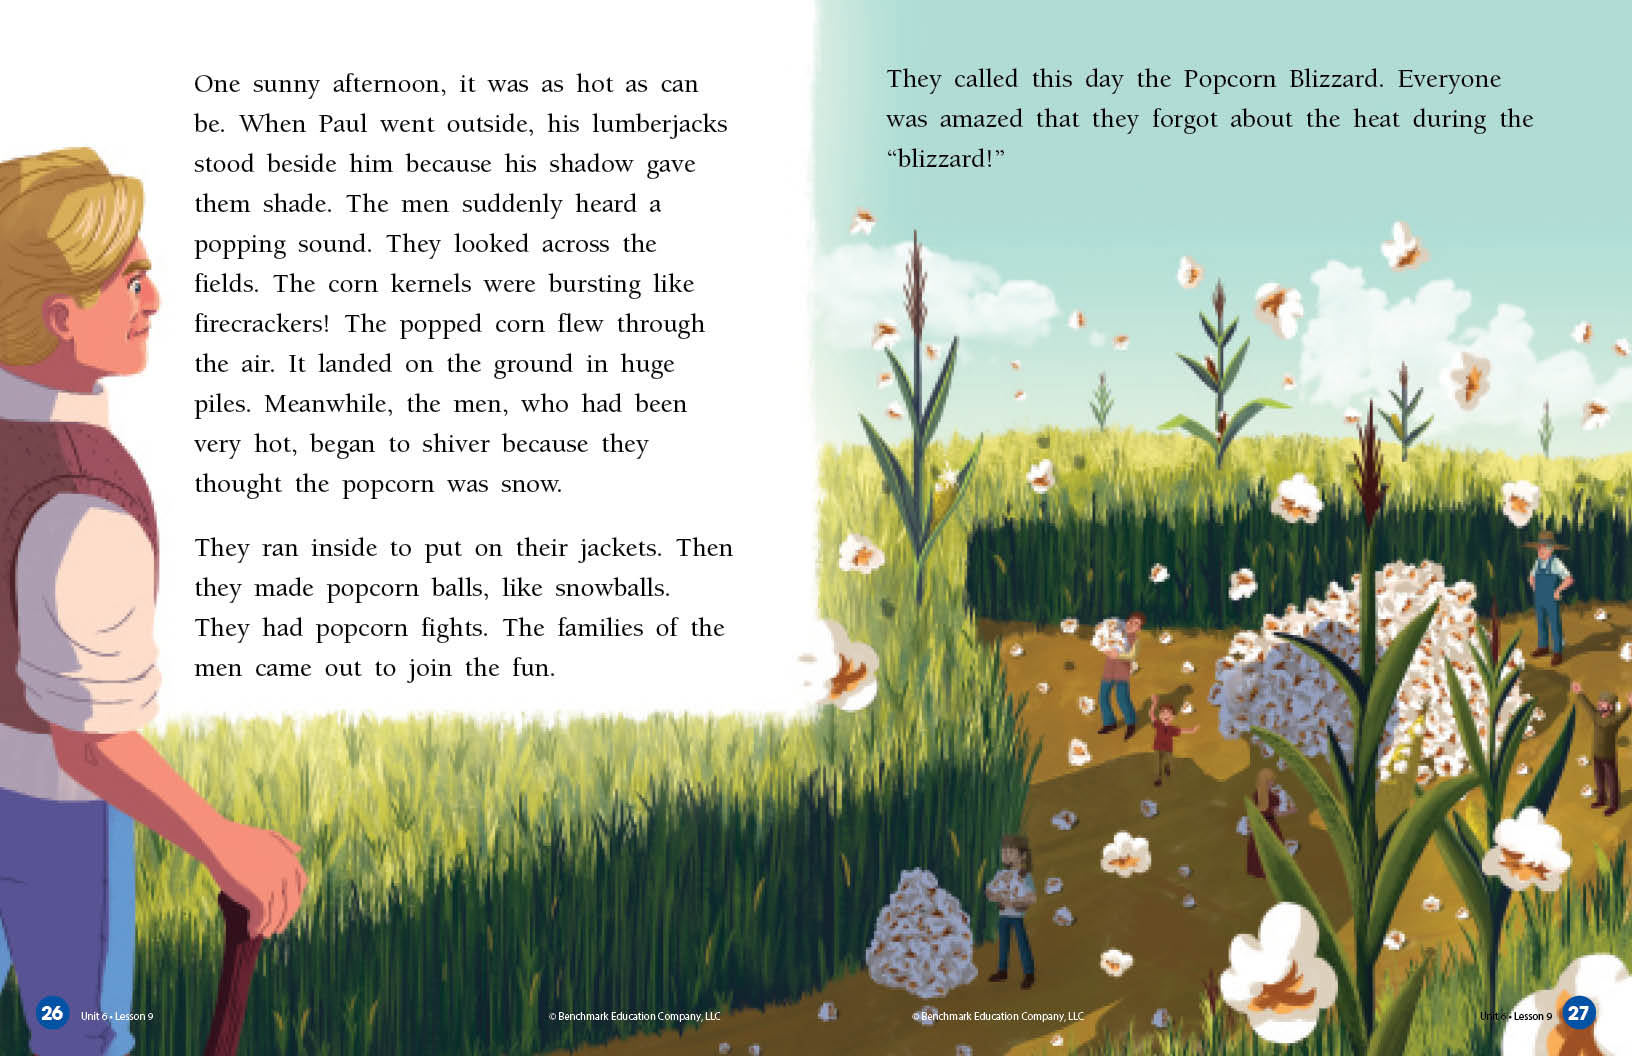 One sunny afternoon, it was as hot as can
be. When Paul went outside, his lumberjacks
stood beside him because his shadow gave
them shade. The men suddenly heard a
popping sound. They looked across the
fields. The corn kernels were bursting like
firecrackers! The popped corn flew through
the air. It landed on the ground in huge
piles. Meanwhile, the men, who had been
very hot, began to shiver because they
thought the popcorn was snow.
They ran inside to put on their jackets. Then
they made popcorn balls, like snowballs.
They had popcorn fights. The families of the
men came out to join the fun.
26 Unit 6 • Lesson 9
© Benchmark Education Company, LLC
They called this day the Popcorn Blizzard. Everyone
was amazed that they forgot about the heat during the
“blizzard!”
© Benchmark Education Company, LLC
Unit 6 • Lesson 9 27